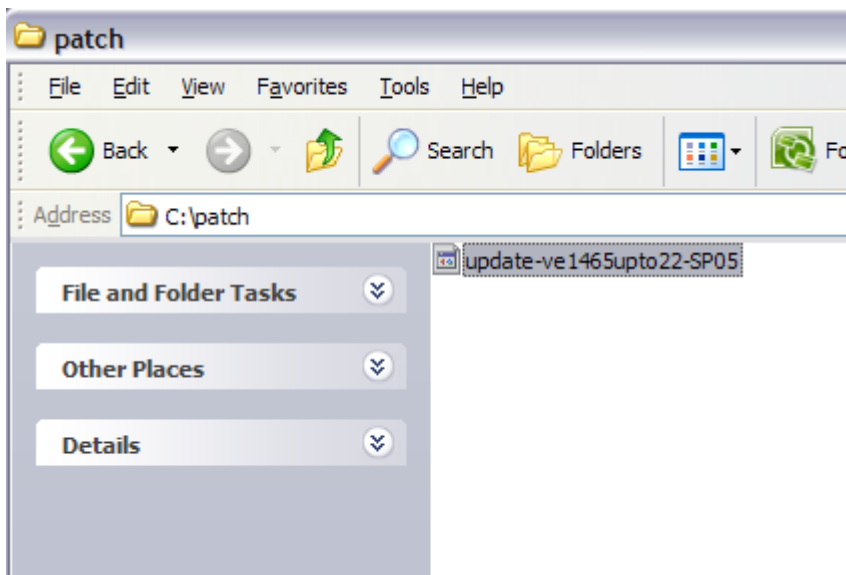 patch
File Edit View Favorites Tools Help
Back Search Folders Fo
Address C:\patch
update-ve1465upto22-SP05
File and Folder Tasks
Other Places
Details